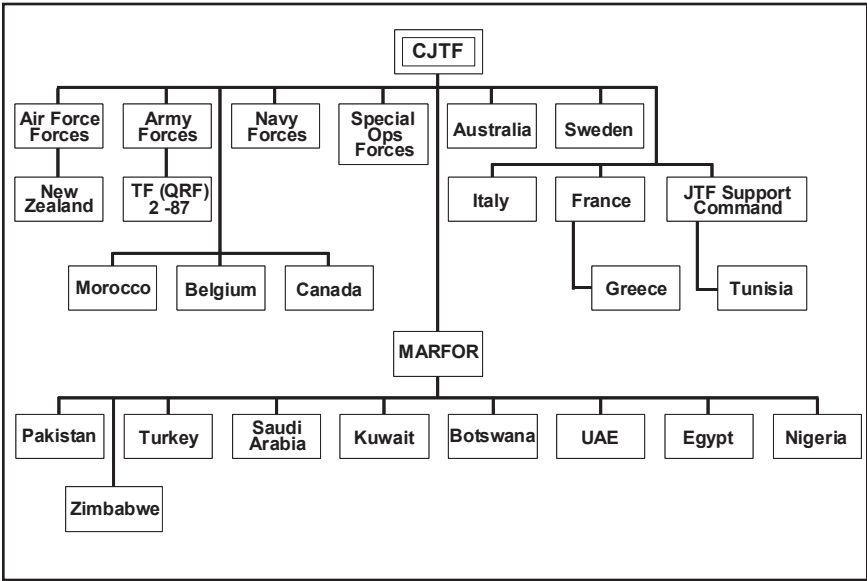 CJTF
Air Force
Forces
Army
Forces
Navy
Forces
Special
Ops
Forces
Australia
Sweden
New
Zealand
TF (QRF)
2 -87
Italy
France
JTF Support
Command
Morocco
Belgium
Canada
Greece
Tunisia
MARFOR
Pakistan
Turkey
Saudi
Arabia
Kuwait
Botswana
UAE
Egypt
Nigeria
Zimbabwe